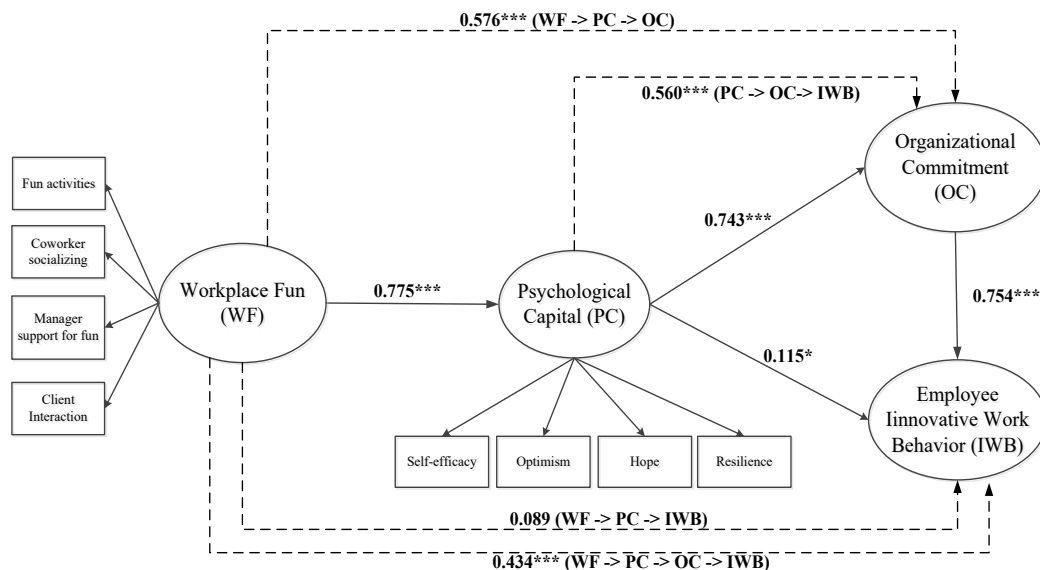 0.576*** (WF -> PC -> OC)
0.560*** (PC -> OC-> IWB)
Organizational
Commitment
(OC)
Fun activities
Coworker
socializing
Manager
support for fun
Client
Interaction
Workplace Fun
(WF)
0.775***
Psychological
Capital (PC)
0.743***
0.754***
0.115*
Employee
Iinnovative Work
Behavior (IWB)
Self-efficacy
Optimism
Hope
Resilience
0.089 (WF -> PC -> IWB)
0.434*** (WF -> PC -> OC -> IWB)